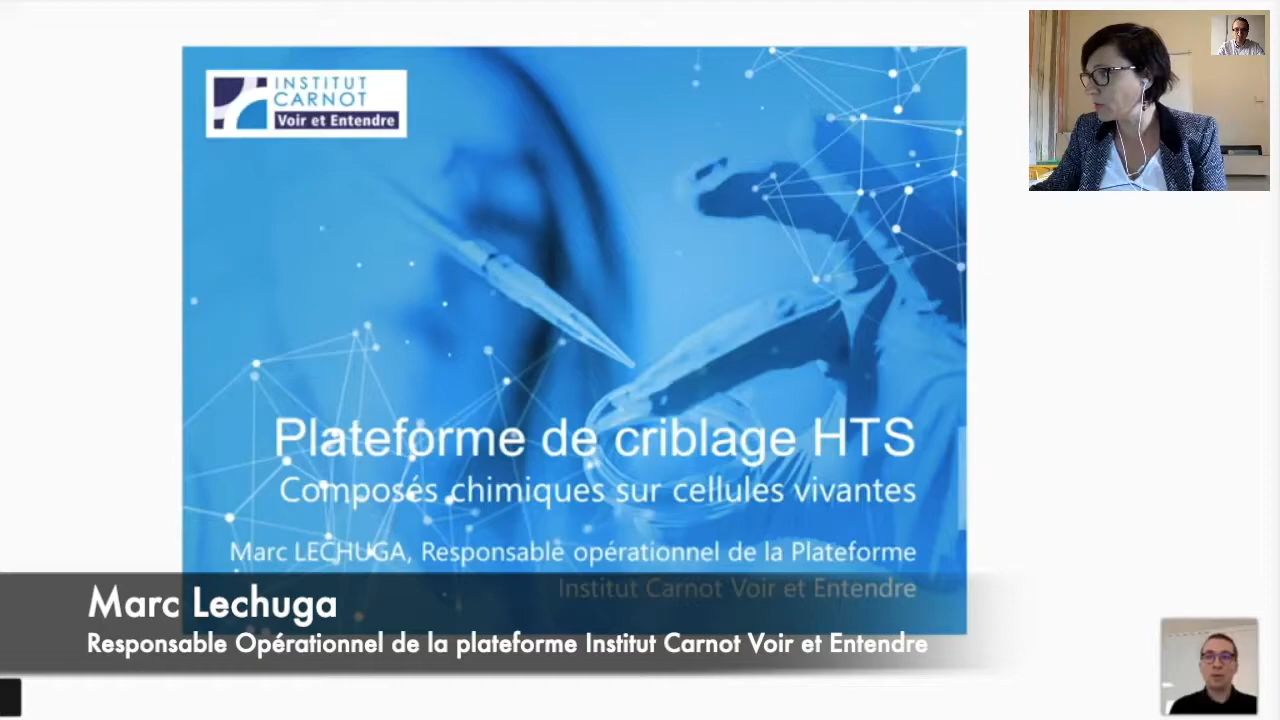 INSTITUT
CARNOT
Voir et Entendre
Plateforme de criblage HTS
Composés chimiques sur cellules vivantes
Marc LECHUGA, Responsable opérationnel de la Plateforme
Institut Carnot Voir et Entendre
Marc Lechuga
Responsable Opérationnel de la plateforme Institut Carnot Voir et Entendre